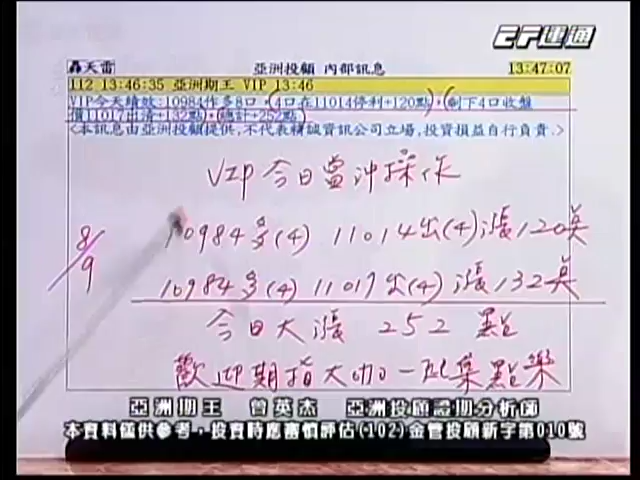 ET運通
轟天雷 亞洲投顧 內部訊息 13:47:07
112 13:46:35 亞洲期王 VIP 13:46
VIP今天績效:10984作多8口,(4口在11014停利+120點),(剩下4口收盤
價11017出清+132點),(總計+252點)
<本訊息由亞洲投顧提供,不代表精誠資訊公司立場,投資損益自行負責.>
VIP今日當沖操作
8/9
10984多(4) 11014出(4)漲120點
10984多(4) 11017出(4)漲132點
今日大漲 252 點
歡迎期指大咖一起集點樂
亞洲期王 曾英杰 亞洲投顧證期分析師
本資料僅供參考,投資時應審慎評估(102)金管投顧新字第010號